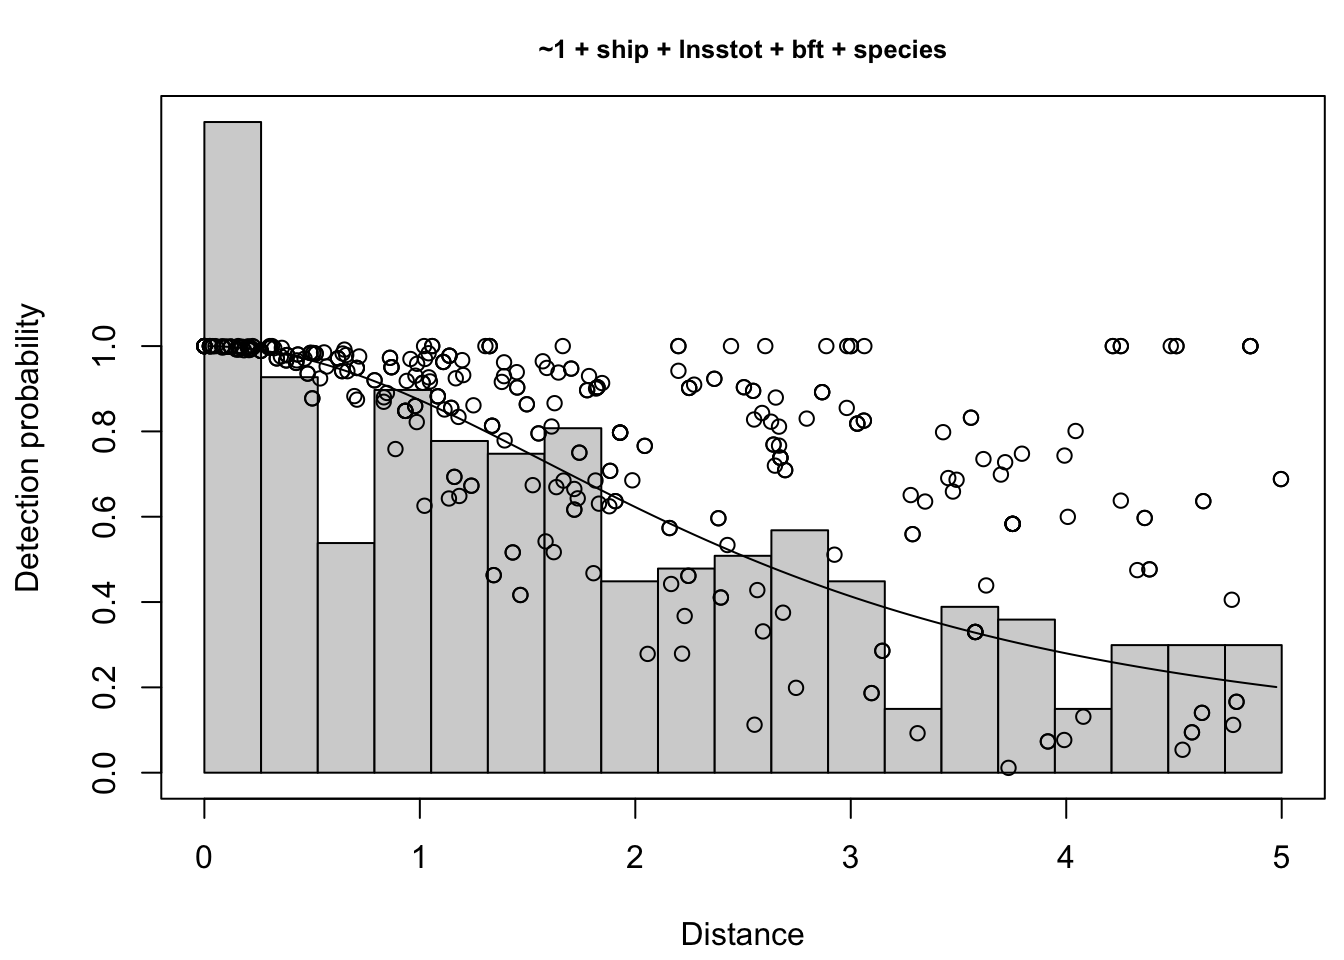 ~1 + ship + lnsstot + bft + species
Detection probability
1.0
0.8
0.6
0.4
0.2
0.0
0 1 2 3 4 5
Distance